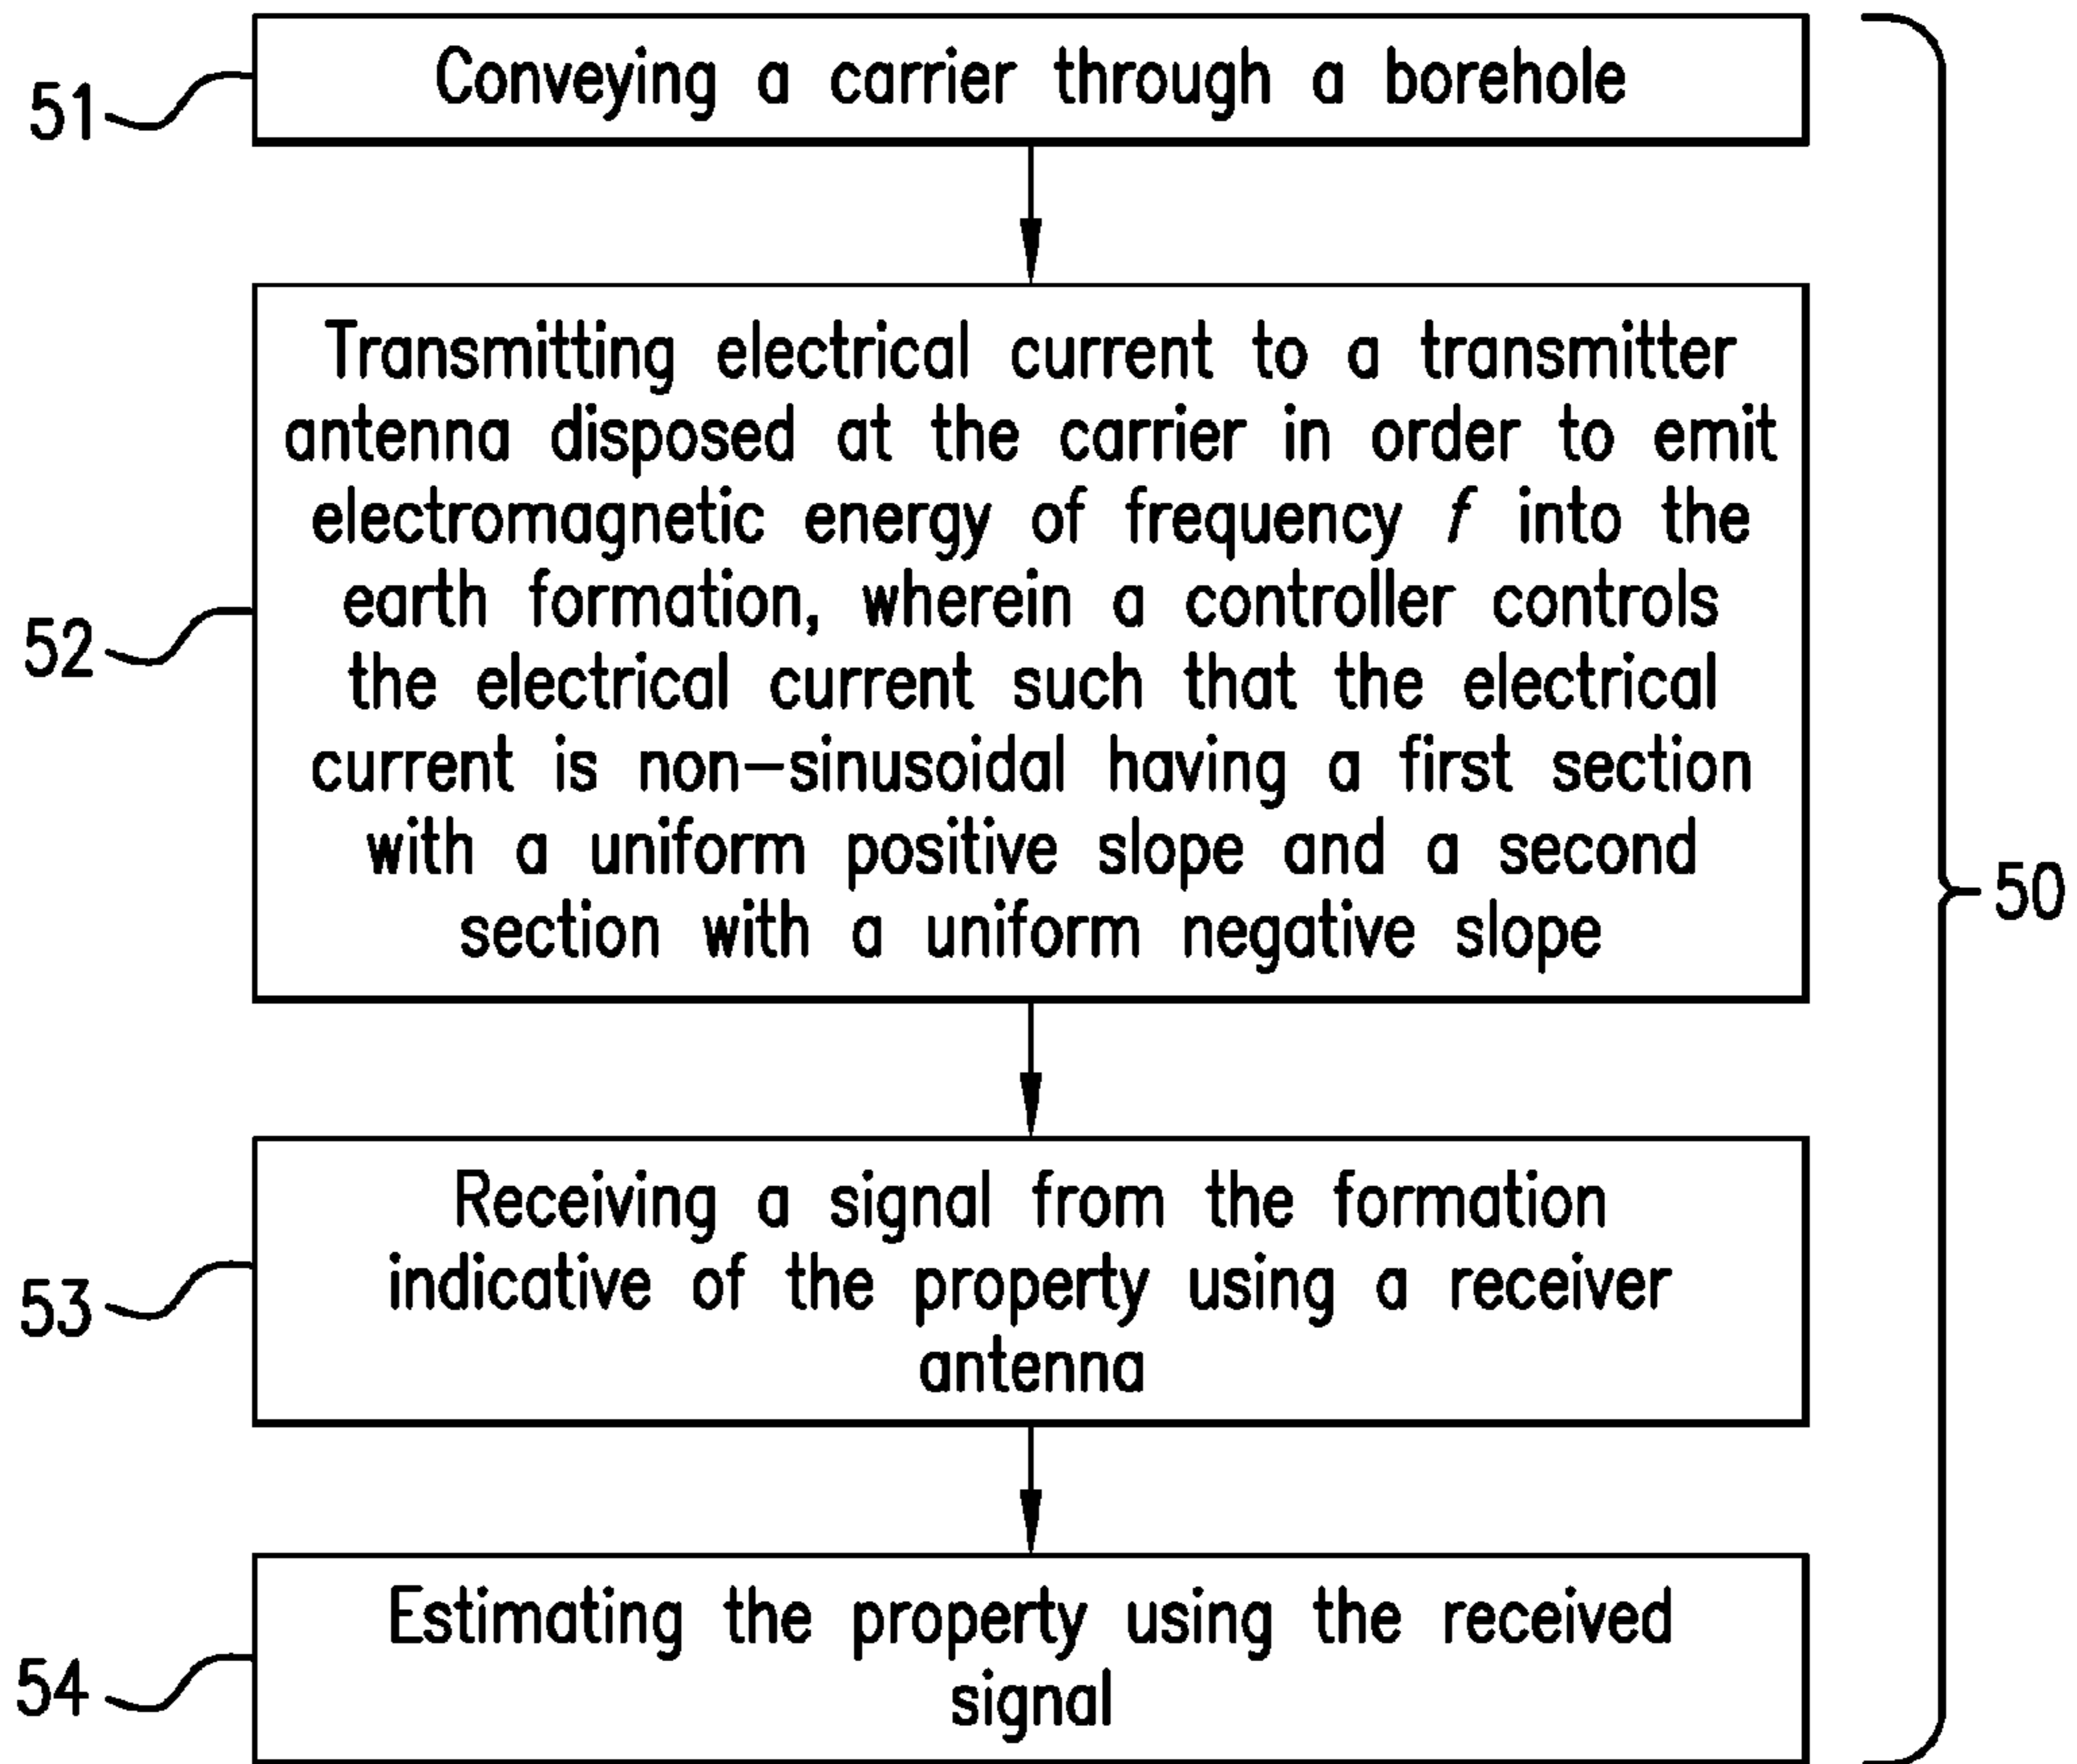 51
Conveying a carrier through a borehole
52
Transmitting electrical current to a transmitter
antenna disposed at the carrier in order to emit
electromagnetic energy of frequency f into the
earth formation, wherein a controller controls
the electrical current such that the electrical
current is non-sinusoidal having a first section
with a uniform positive slope and a second
section with a uniform negative slope
50
53
Receiving a signal from the formation
indicative of the property using a receiver
antenna
54
Estimating the property using the received
signal